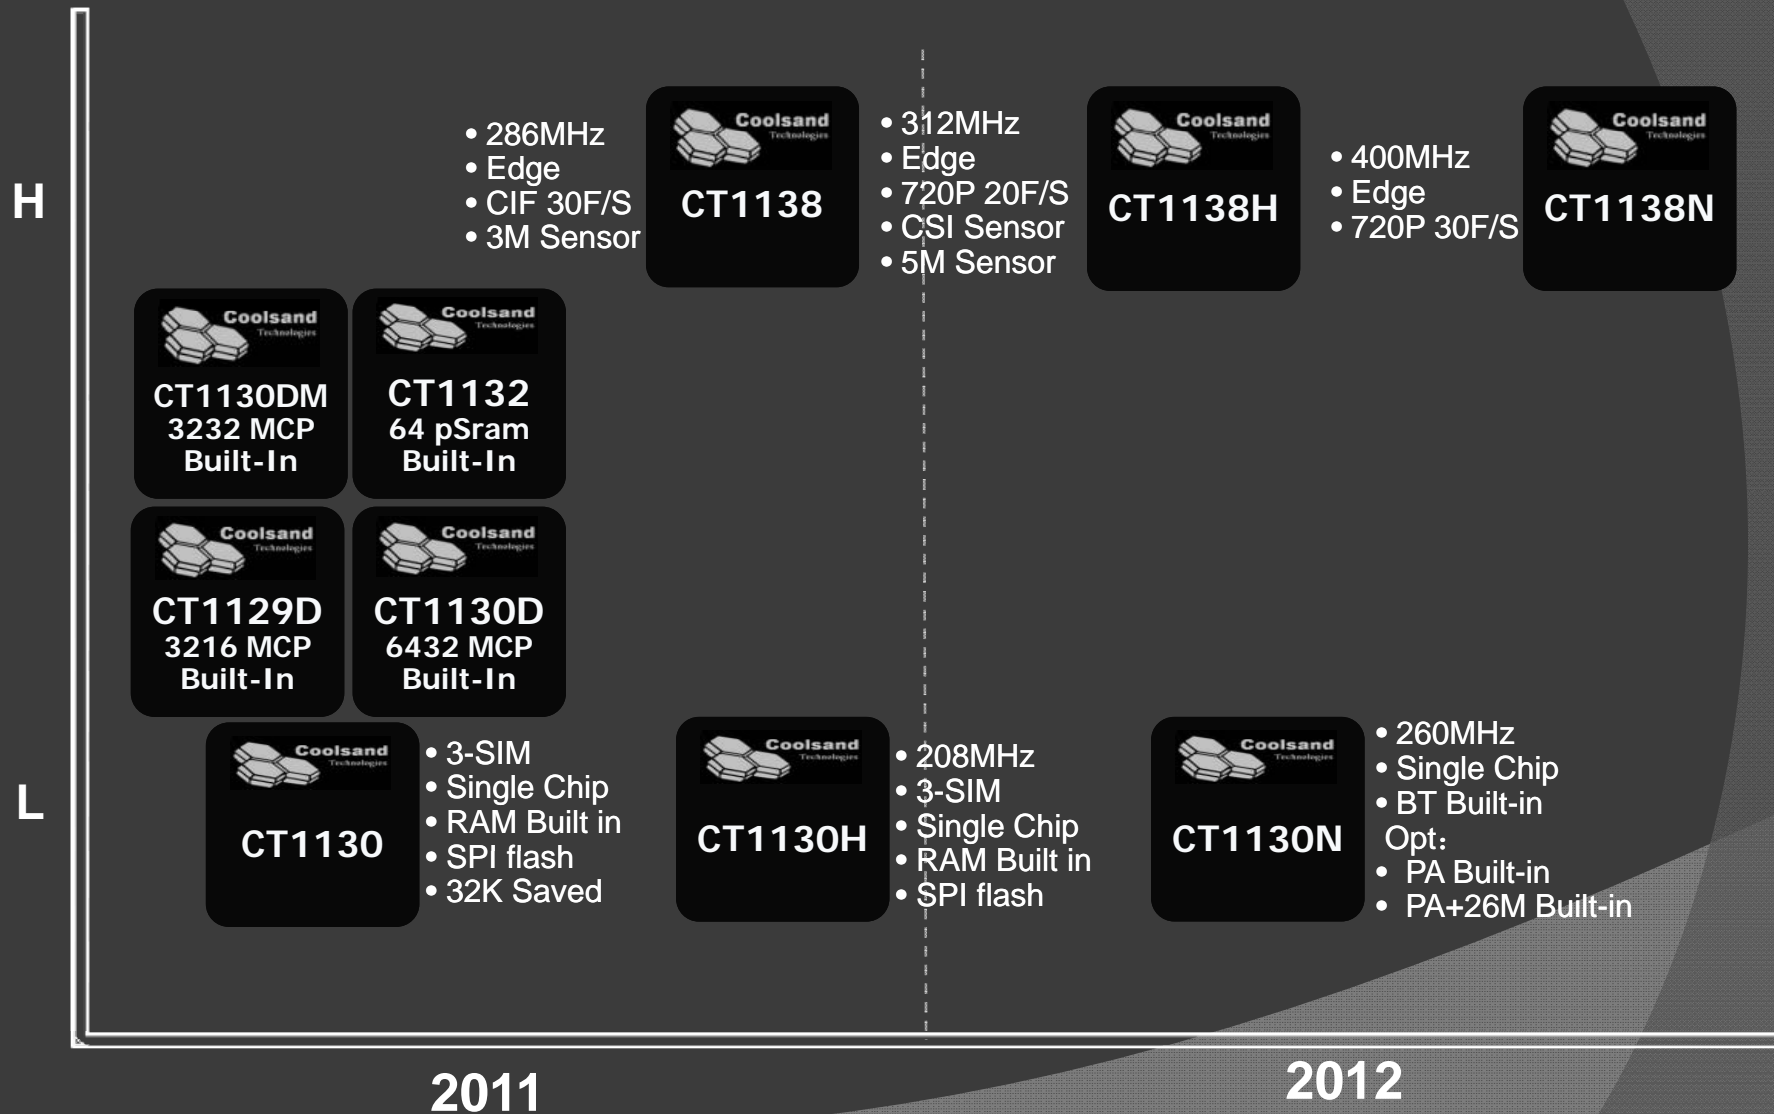 H
• 286MHz
• Edge
• CIF 30F/S
• 3M Sensor
Coolsand
Technologies
CT1138
• 312MHz
• Edge
• 720P 20F/S
• CSI Sensor
• 5M Sensor
Coolsand
Technologies
CT1138H
• 400MHz
• Edge
• 720P 30F/S
Coolsand
Technologies
CT1138N
Coolsand
Technologies
CT1130DM
3232 MCP
Built-In
Coolsand
Technologies
CT1132
64 pSram
Built-In
Coolsand
Technologies
CT1129D
3216 MCP
Built-In
Coolsand
Technologies
CT1130D
6432 MCP
Built-In
L
Coolsand
Technologies
CT1130
• 3-SIM
• Single Chip
• RAM Built in
• SPI flash
• 32K Saved
Coolsand
Technologies
CT1130H
• 208MHz
• 3-SIM
• Single Chip
• RAM Built in
• SPI flash
Coolsand
Technologies
CT1130N
• 260MHz
• Single Chip
• BT Built-in
Opt：
• PA Built-in
• PA+26M Built-in
2011
2012